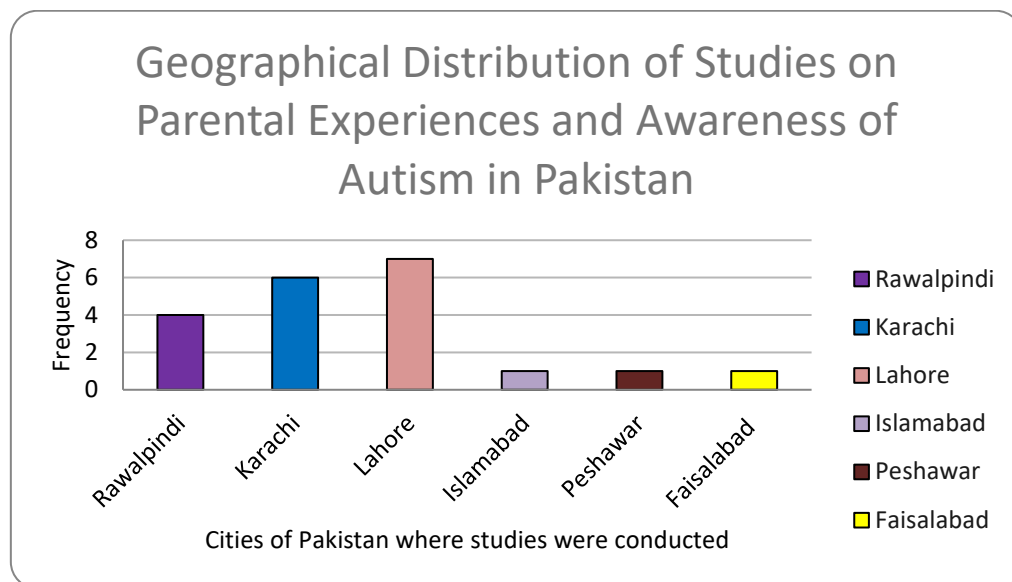 Geographical Distribution of Studies on
Parental Experiences and Awareness of
Autism in Pakistan
Frequency
8
6
4
2
0
Rawalpindi
Karachi
Lahore
Islamabad
Peshawar
Faisalabad
Cities of Pakistan where studies were conducted
Rawalpindi
Karachi
Lahore
Islamabad
Peshawar
Faisalabad